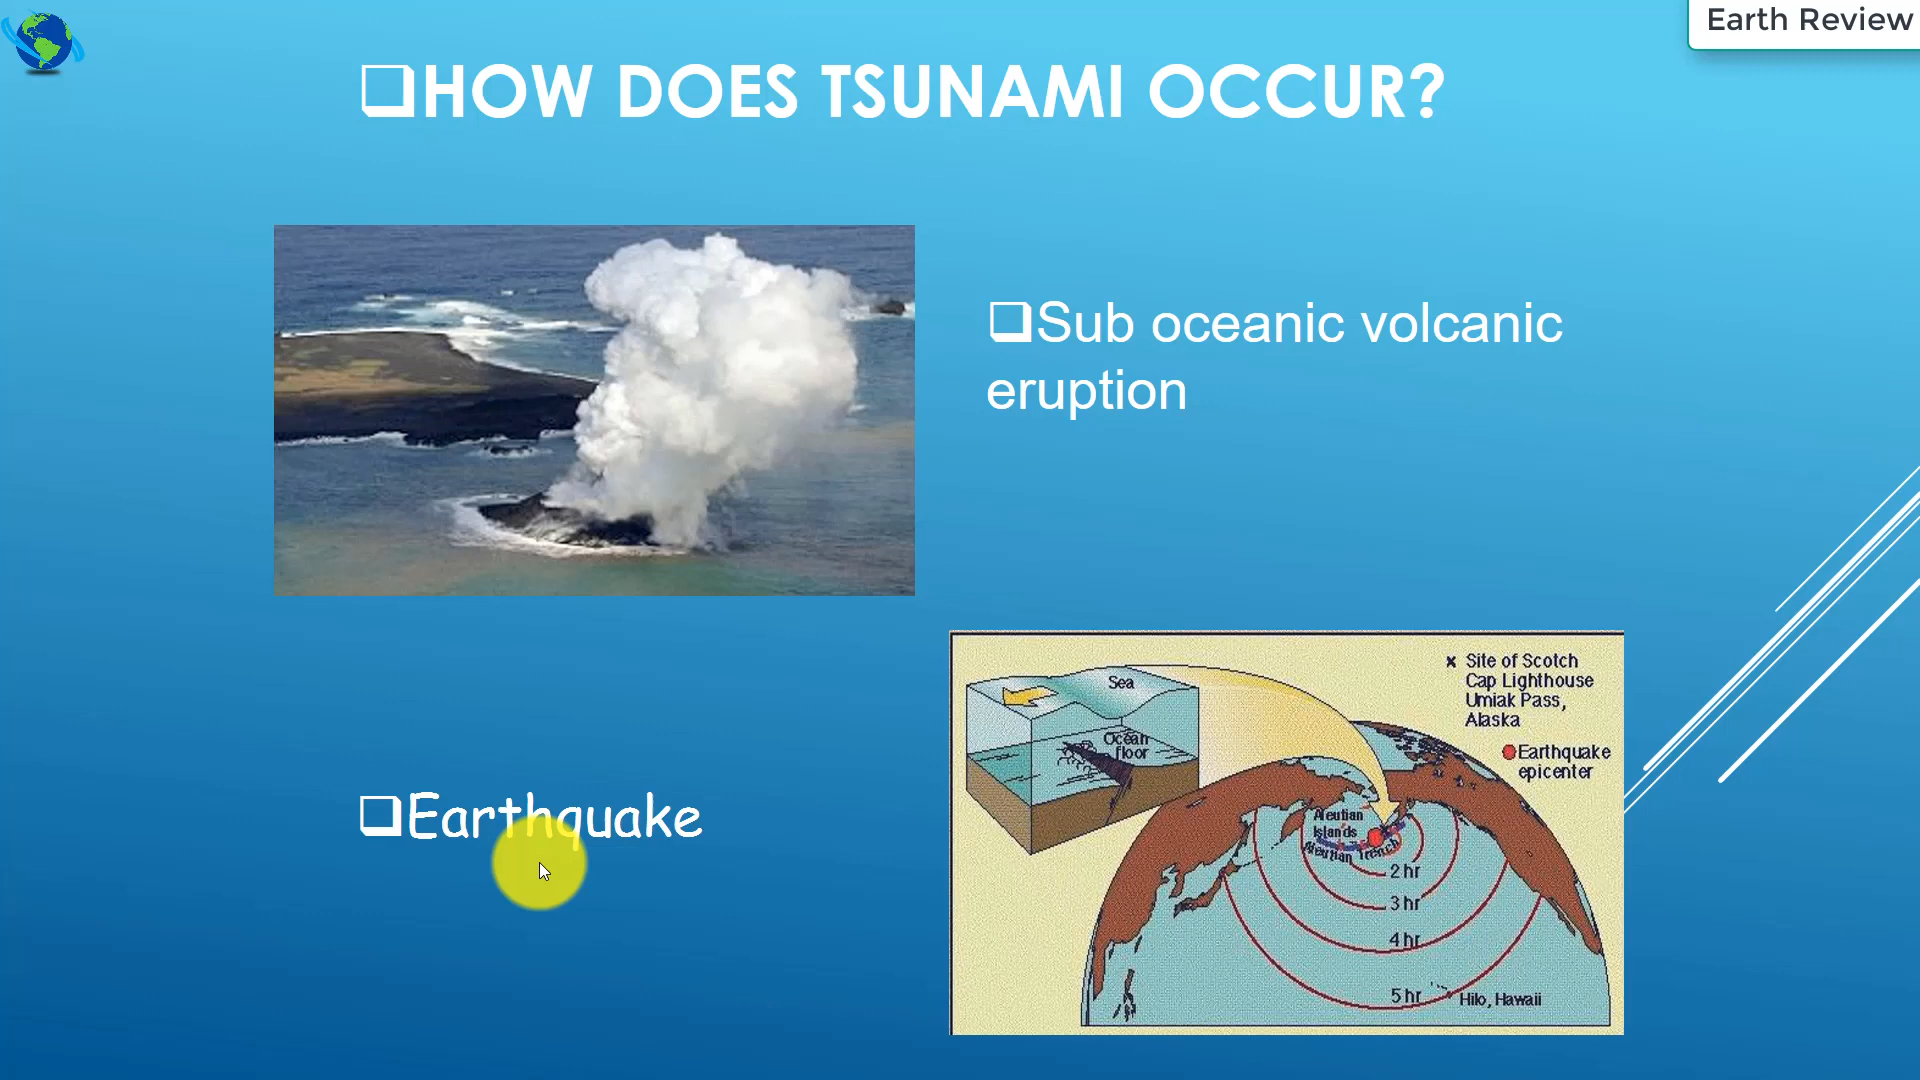 Earth Review
❑HOW DOES TSUNAMI OCCUR?
❑Sub oceanic volcanic
eruption
❑Earthquake
Sea
Ocean
floor
x Site of Scotch
Cap Lighthouse
Umiak Pass,
Alaska
Earthquake
epicenter
Aleutian
Islands
Aleutian Trench
2 hr
3 hr
4 hr
5 hr
Hilo, Hawaii